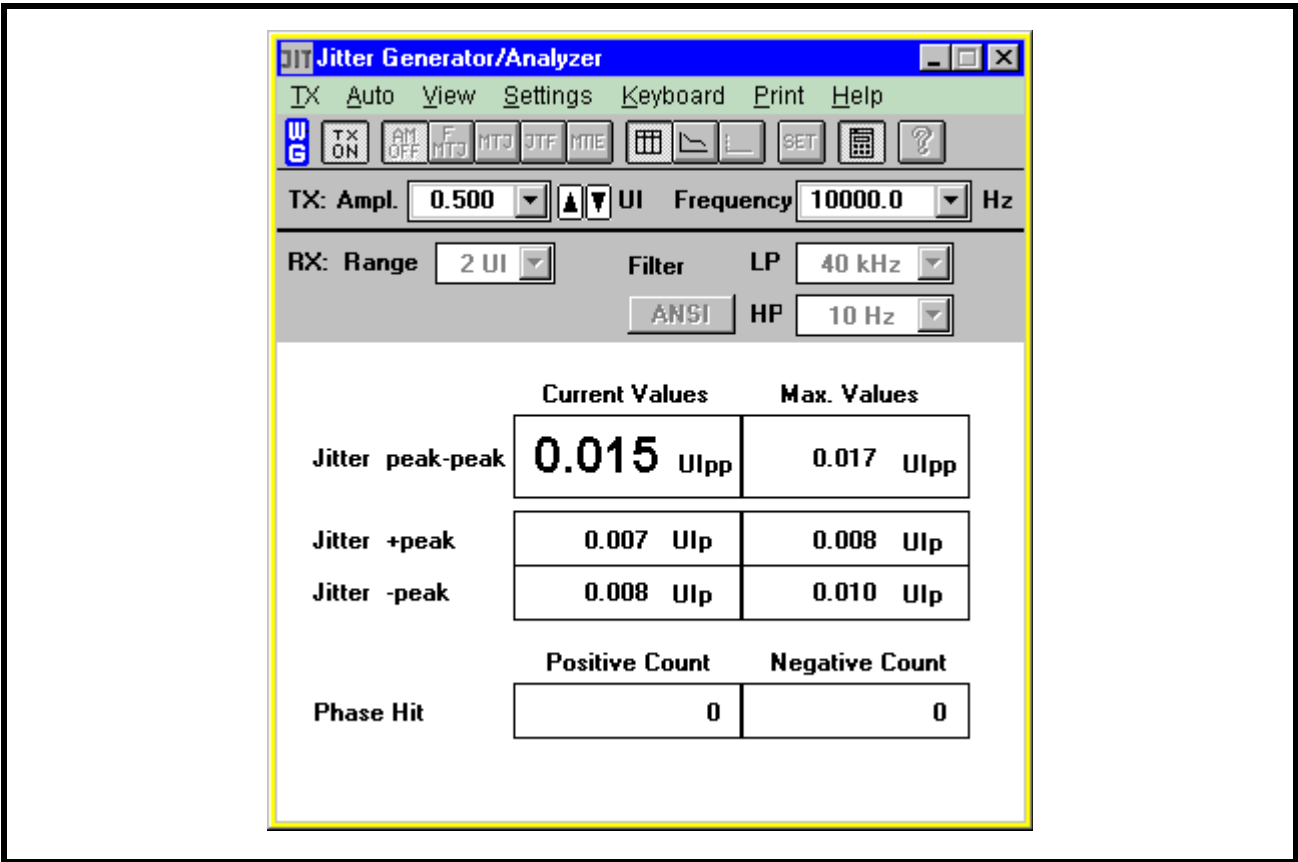 JIT Jitter Generator/Analyzer
TX Auto View Settings Keyboard Print Help
WG TX ON AM OFF F MTJ MTJ JTF MTIE SET ?
TX: Ampl. 0.500 UI Frequency 10000.0 Hz
RX: Range 2 UI Filter LP 40 kHz
ANSI HP 10 Hz
Current Values Max. Values
Jitter peak-peak 0.015 UIpp 0.017 UIpp
Jitter +peak 0.007 UIp 0.008 UIp
Jitter -peak 0.008 UIp 0.010 UIp
Positive Count Negative Count
Phase Hit 0 0